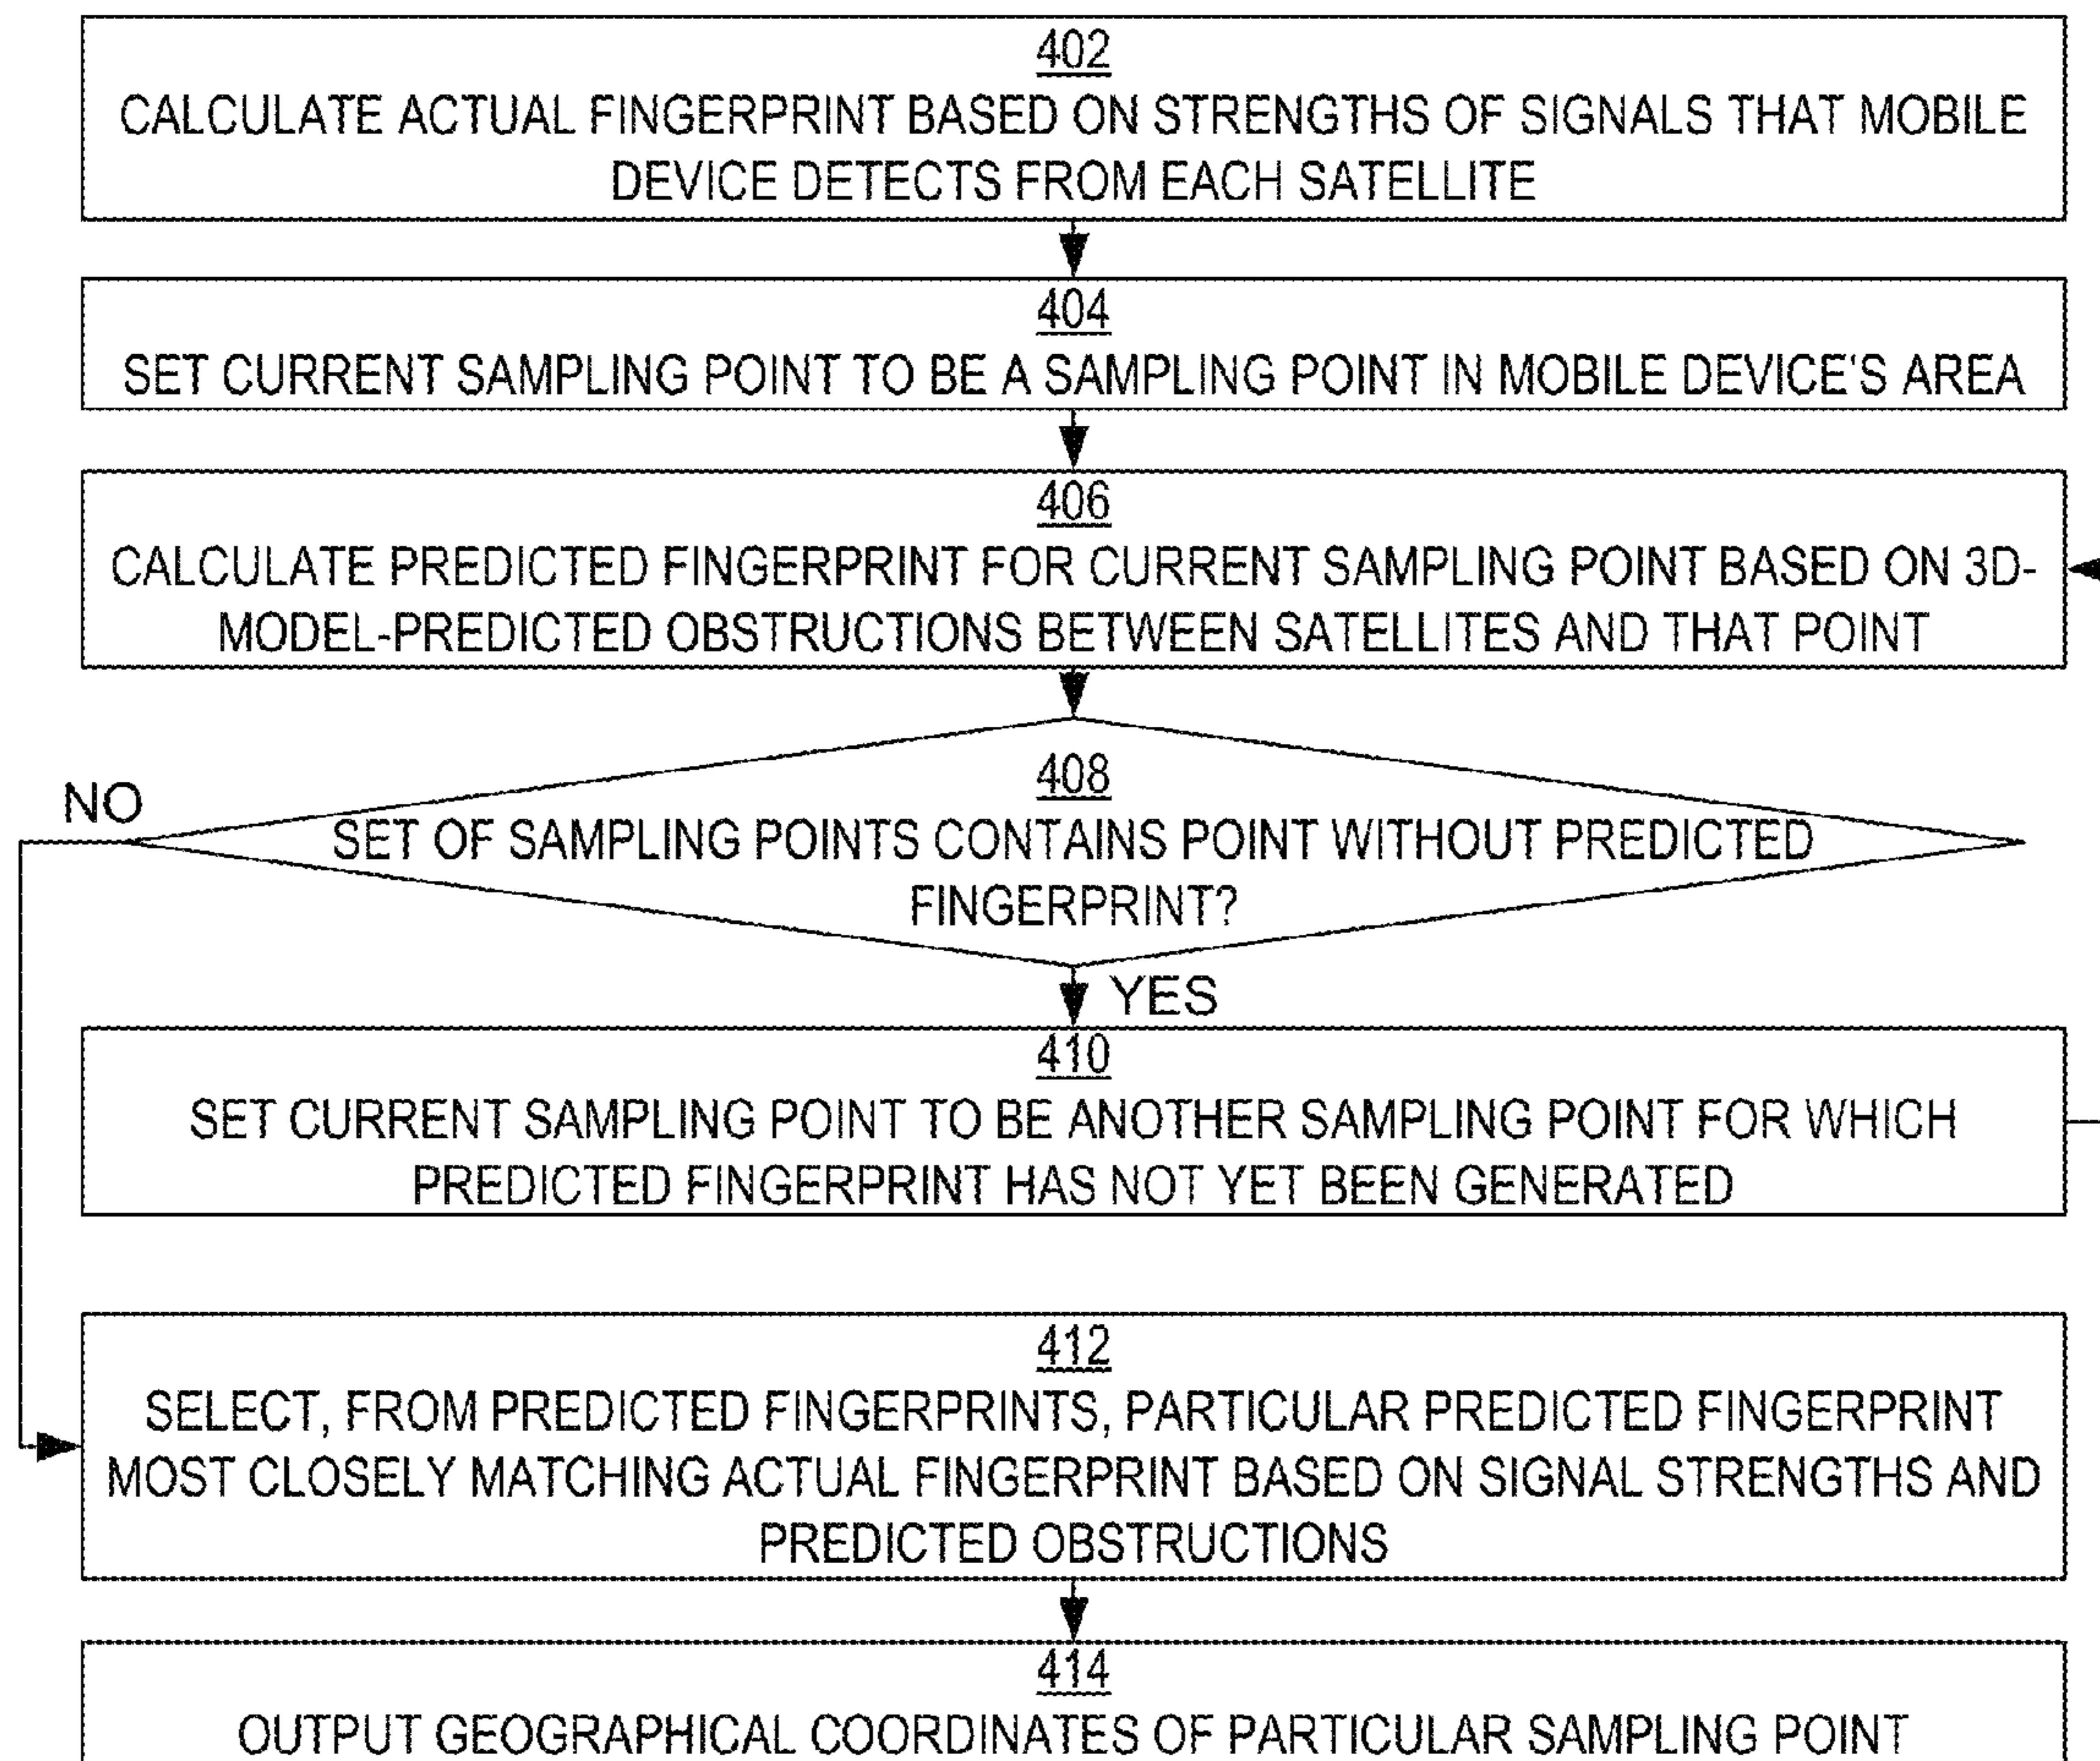 402
CALCULATE ACTUAL FINGERPRINT BASED ON STRENGTHS OF SIGNALS THAT MOBILE
DEVICE DETECTS FROM EACH SATELLITE
404
SET CURRENT SAMPLING POINT TO BE A SAMPLING POINT IN MOBILE DEVICE'S AREA
406
CALCULATE PREDICTED FINGERPRINT FOR CURRENT SAMPLING POINT BASED ON 3D-
MODEL-PREDICTED OBSTRUCTIONS BETWEEN SATELLITES AND THAT POINT
408
NO
SET OF SAMPLING POINTS CONTAINS POINT WITHOUT PREDICTED
FINGERPRINT?
YES
410
SET CURRENT SAMPLING POINT TO BE ANOTHER SAMPLING POINT FOR WHICH
PREDICTED FINGERPRINT HAS NOT YET BEEN GENERATED
412
SELECT, FROM PREDICTED FINGERPRINTS, PARTICULAR PREDICTED FINGERPRINT
MOST CLOSELY MATCHING ACTUAL FINGERPRINT BASED ON SIGNAL STRENGTHS AND
PREDICTED OBSTRUCTIONS
414
OUTPUT GEOGRAPHICAL COORDINATES OF PARTICULAR SAMPLING POINT